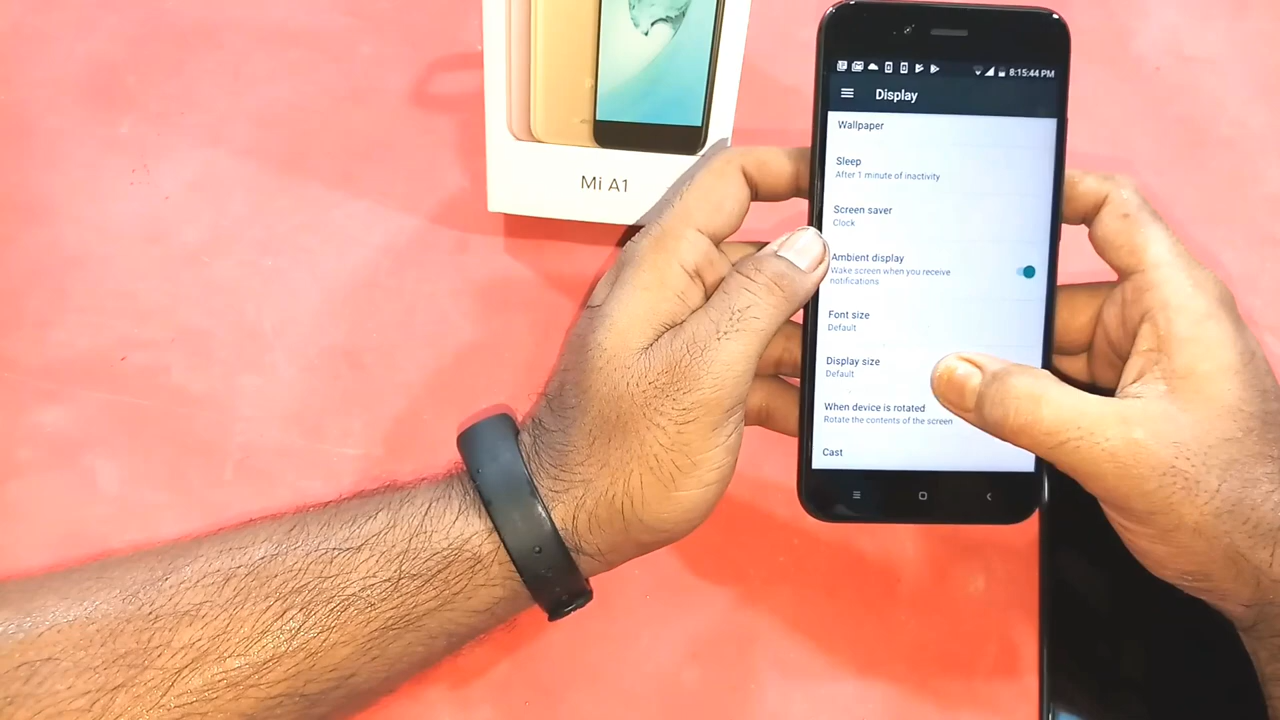 Mi A1
8:15:44 PM
Display
Wallpaper
Sleep
After 1 minute of inactivity
Screen saver
Clock
Ambient display
Wake screen when you receive
notifications
Font size
Default
Display size
Default
When device is rotated
Rotate the contents of the screen
Cast